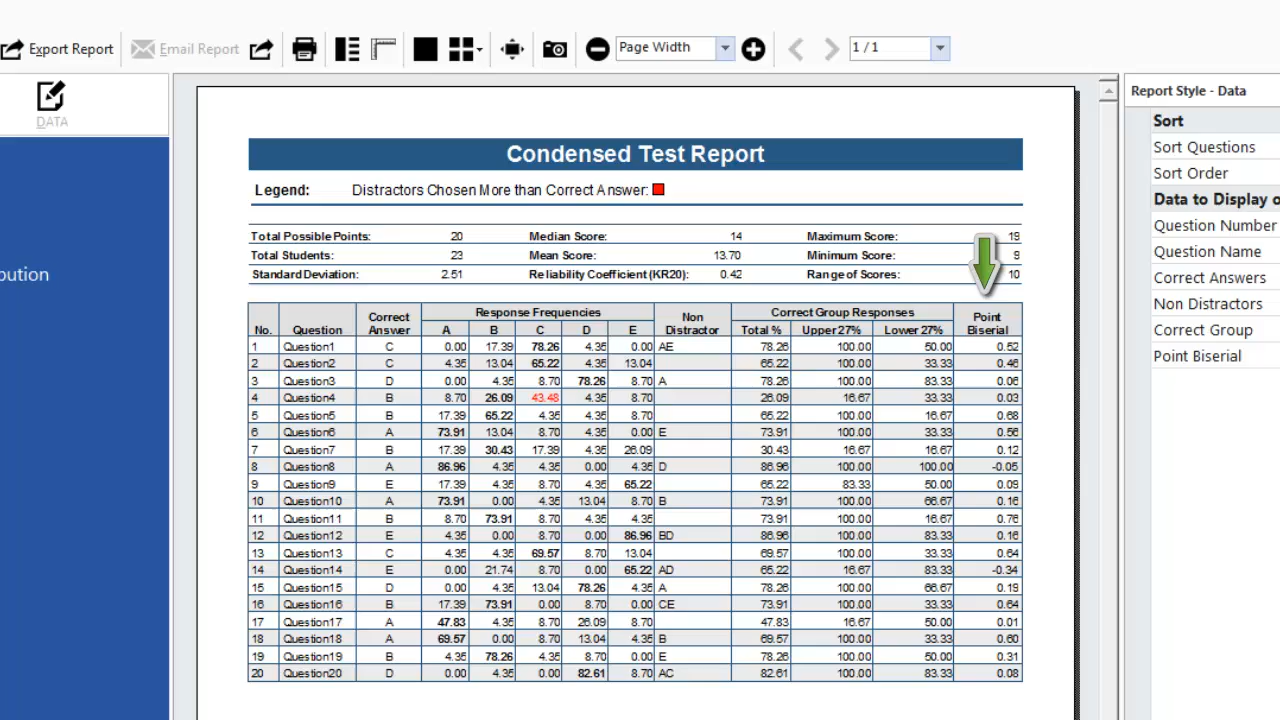 Export Report Email Report Page Width 1 / 1
DATA
bution
Condensed Test Report
Legend: Distractors Chosen More than Correct Answer:
Total Possible Points: 20 Median Score: 14 Maximum Score: 19
Total Students: 23 Mean Score: 13.70 Minimum Score: 9
Standard Deviation: 2.51 Reliability Coefficient (KR20): 0.42 Range of Scores: 10
Response Frequencies Correct Group Responses
No. Question Correct Answer A B C D E Non Distractor Total % Upper 27% Lower 27% Point Biserial
1 Question1 C 0.00 17.39 78.26 4.35 0.00 AE 78.26 100.00 50.00 0.52
2 Question2 C 4.35 13.04 65.22 4.35 13.04 65.22 100.00 33.33 0.46
3 Question3 D 0.00 4.35 8.70 78.26 8.70 A 78.26 100.00 83.33 0.06
4 Question4 B 8.70 26.09 43.48 4.35 8.70 26.09 16.67 33.33 0.03
5 Question5 B 17.39 65.22 4.35 4.35 8.70 65.22 100.00 16.67 0.68
6 Question6 A 73.91 13.04 8.70 4.35 0.00 E 73.91 100.00 33.33 0.56
7 Question7 B 17.39 30.43 17.39 4.35 26.09 30.43 16.67 16.67 0.12
8 Question8 A 86.96 4.35 4.35 0.00 4.35 D 86.96 100.00 100.00 -0.05
9 Question9 E 17.39 4.35 8.70 4.35 65.22 65.22 83.33 50.00 0.09
10 Question10 A 73.91 0.00 4.35 13.04 8.70 B 73.91 100.00 66.67 0.16
11 Question11 B 8.70 73.91 8.70 4.35 4.35 73.91 100.00 16.67 0.76
12 Question12 E 4.35 0.00 8.70 0.00 86.96 BD 86.96 100.00 83.33 0.16
13 Question13 C 4.35 4.35 69.57 8.70 13.04 69.57 100.00 33.33 0.64
14 Question14 E 0.00 21.74 8.70 0.00 65.22 AD 65.22 16.67 83.33 -0.34
15 Question15 D 0.00 4.35 13.04 78.26 4.35 A 78.26 100.00 66.67 0.19
16 Question16 B 17.39 73.91 0.00 8.70 0.00 CE 73.91 100.00 33.33 0.64
17 Question17 A 47.83 4.35 8.70 26.09 8.70 47.83 16.67 50.00 0.01
18 Question18 A 69.57 0.00 8.70 13.04 4.35 B 69.57 100.00 33.33 0.60
19 Question19 B 4.35 78.26 4.35 8.70 0.00 E 78.26 100.00 50.00 0.31
20 Question20 D 0.00 4.35 0.00 82.61 8.70 AC 82.61 100.00 83.33 0.08
Report Style - Data
Sort
Sort Questions
Sort Order
Data to Display o
Question Number
Question Name
Correct Answers
Non Distractors
Correct Group
Point Biserial